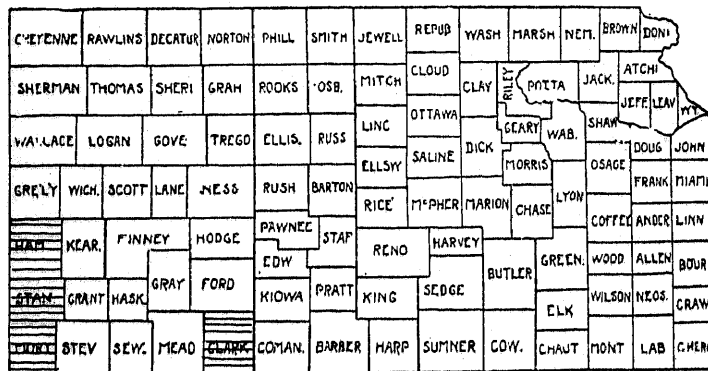 CHEYENNE RAWLINS DECATUR NORTON PHILL SMITH JEWELL REPUB WASH MARSH NEM. BROWN DONI
SHERMAN THOMAS SHERI GRAH ROOKS OSB. MITCH CLOUD CLAY RILEY POTTA JACK. ATCHI
JEFF. LEAV WY.
OTTAWA
WALLACE LOGAN GOVE TREGO ELLIS. RUSS LINC SALINE DICK GEARY WAB. SHAW DOUG JOHN
ELLSW MORRIS OSAGE
GRE'LY WICH. SCOTT LANE NESS RUSH BARTON RICE McPHER MARION CHASE LYON FRANK MIAMI
COFFEE ANDER LINN
HAM KEAR. FINNEY HODGE PAWNEE STAF RENO HARVEY BUTLER GREEN. WOOD ALLEN BOUR
EDW
STAN GRANT HASK. GRAY FORD KIOWA PRATT KING SEDGE ELK WILSON NEOS. CRAW
MORT STEV SEW. MEAD CLARK COMAN. BARBER HARP SUMNER COW. CHAUT MONT LAB CHERO